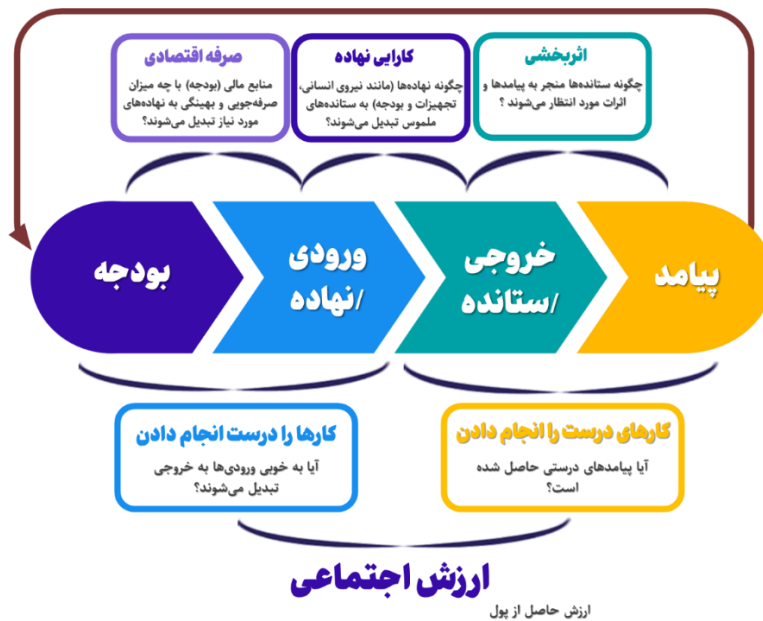 اثربخشی
چگونه ستانده‌ها منجر به پیامدها و
اثرات مورد انتظار می‌شوند ؟
کارایی نهاده
چگونه نهاده‌ها (مانند نیروی انسانی،
تجهیزات و بودجه) به ستانده‌های
ملموس تبدیل می‌شوند؟
صرفه اقتصادی
منابع مالی (بودجه) با چه میزان
صرفه‌جویی و بهینگی به نهاده‌های
مورد نیاز تبدیل می‌شوند؟
پیامد
خروجی
/ستانده
ورودی
/نهاده
بودجه
کارهای درست را انجام دادن
آیا پیامدهای درستی حاصل شده
است؟
کارها را درست انجام دادن
آیا به خوبی ورودی‌ها به خروجی
تبدیل می‌شوند؟
ارزش اجتماعی
ارزش حاصل از پول